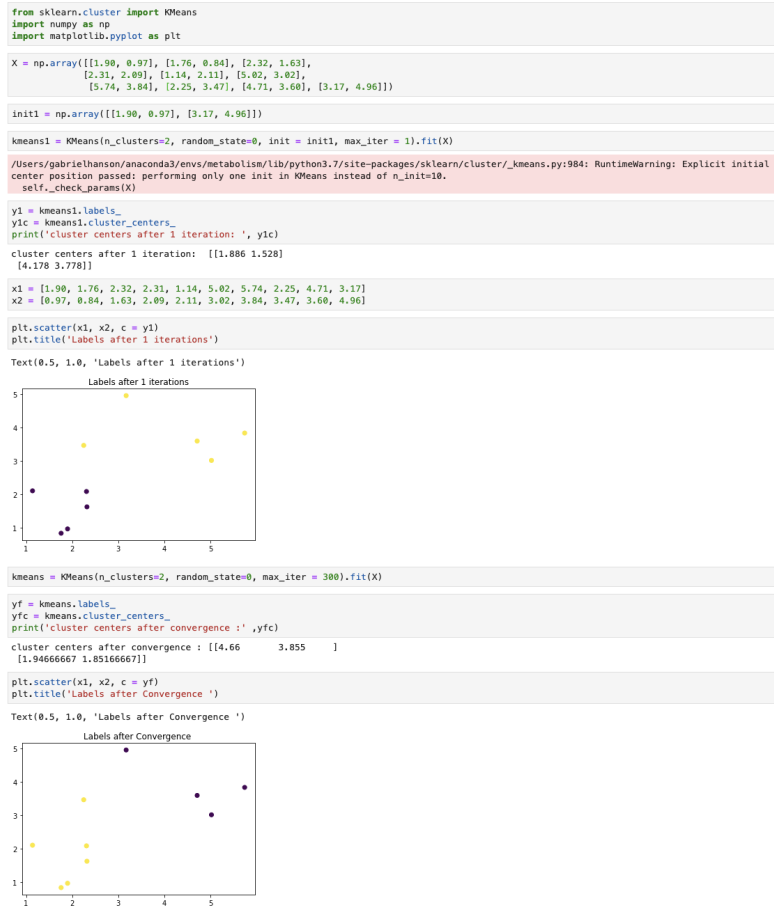 from sklearn.cluster import KMeans
import numpy as np
import matplotlib.pyplot as plt
X = np.array([[1.90, 0.97], [1.76, 0.84], [2.32, 1.63],
[2.31, 2.09], [1.14, 2.11], [5.02, 3.02],
[5.74, 3.84], [2.25, 3.47], [4.71, 3.60], [3.17, 4.96]])
init1 = np.array([[1.90, 0.97], [3.17, 4.96]])
kmeans1 = KMeans(n_clusters=2, random_state=0, init = init1, max_iter = 1).fit(X)
/Users/gabrielhanson/anaconda3/envs/metabolism/lib/python3.7/site-packages/sklearn/cluster/_kmeans.py:984: RuntimeWarning: Explicit initial
center position passed: performing only one init in KMeans instead of n_init=10.
self._check_params(X)
y1 = kmeans1.labels_
y1c = kmeans1.cluster_centers_
print('cluster centers after 1 iteration: ', y1c)
cluster centers after 1 iteration:  [[1.886 1.528]
[4.178 3.778]]
x1 = [1.90, 1.76, 2.32, 2.31, 1.14, 5.02, 5.74, 2.25, 4.71, 3.17]
x2 = [0.97, 0.84, 1.63, 2.09, 2.11, 3.02, 3.84, 3.47, 3.60, 4.96]
plt.scatter(x1, x2, c = y1)
plt.title('Labels after 1 iterations')
Text(0.5, 1.0, 'Labels after 1 iterations')
Labels after 1 iterations
5
4
3
2
1
1 2 3 4 5
kmeans = KMeans(n_clusters=2, random_state=0, max_iter = 300).fit(X)
yf = kmeans.labels_
yfc = kmeans.cluster_centers_
print('cluster centers after convergence :' ,yfc)
cluster centers after convergence : [[4.66       3.855     ]
[1.94666667 1.85166667]]
plt.scatter(x1, x2, c = yf)
plt.title('Labels after Convergence ')
Text(0.5, 1.0, 'Labels after Convergence ')
Labels after Convergence
5
4
3
2
1
1 2 3 4 5